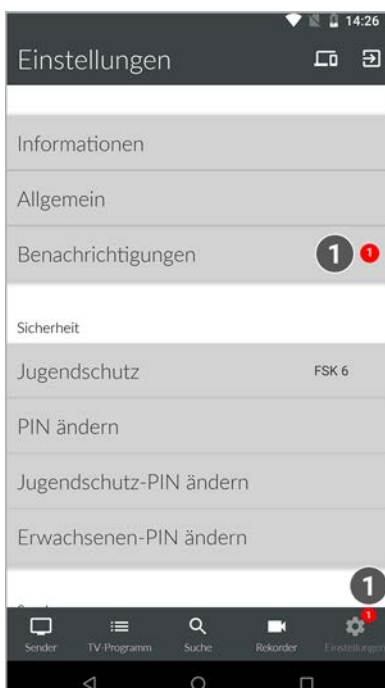 14:26
Einstellungen
Informationen
Allgemein
Benachrichtigungen 1 1
Sicherheit
Jugendschutz FSK 6
PIN ändern
Jugendschutz-PIN ändern
Erwachsenen-PIN ändern
1
1
Sender TV-Programm Suche Rekorder Einstellungen